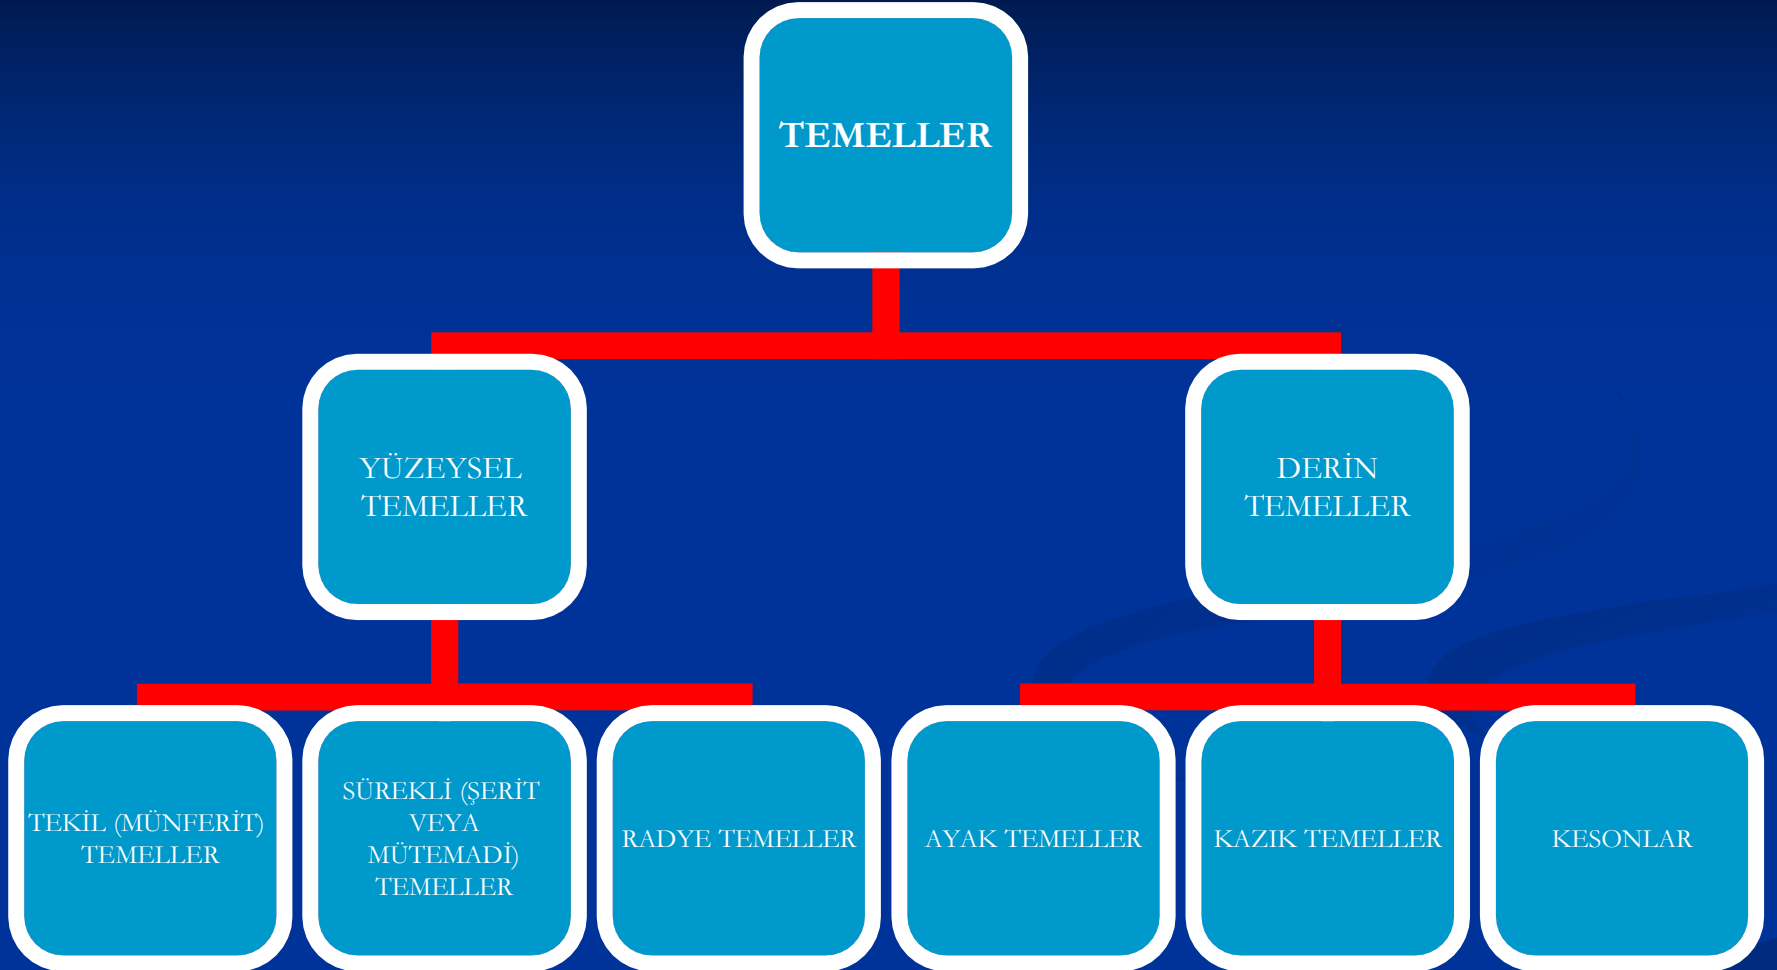 TEMELLER
YÜZEYSEL
TEMELLER
DERİN
TEMELLER
TEKİL (MÜNFERİT)
TEMELLER
SÜREKLİ (ŞERİT
VEYA
MÜTEMADİ)
TEMELLER
RADYE TEMELLER
AYAK TEMELLER
KAZIK TEMELLER
KESONLAR